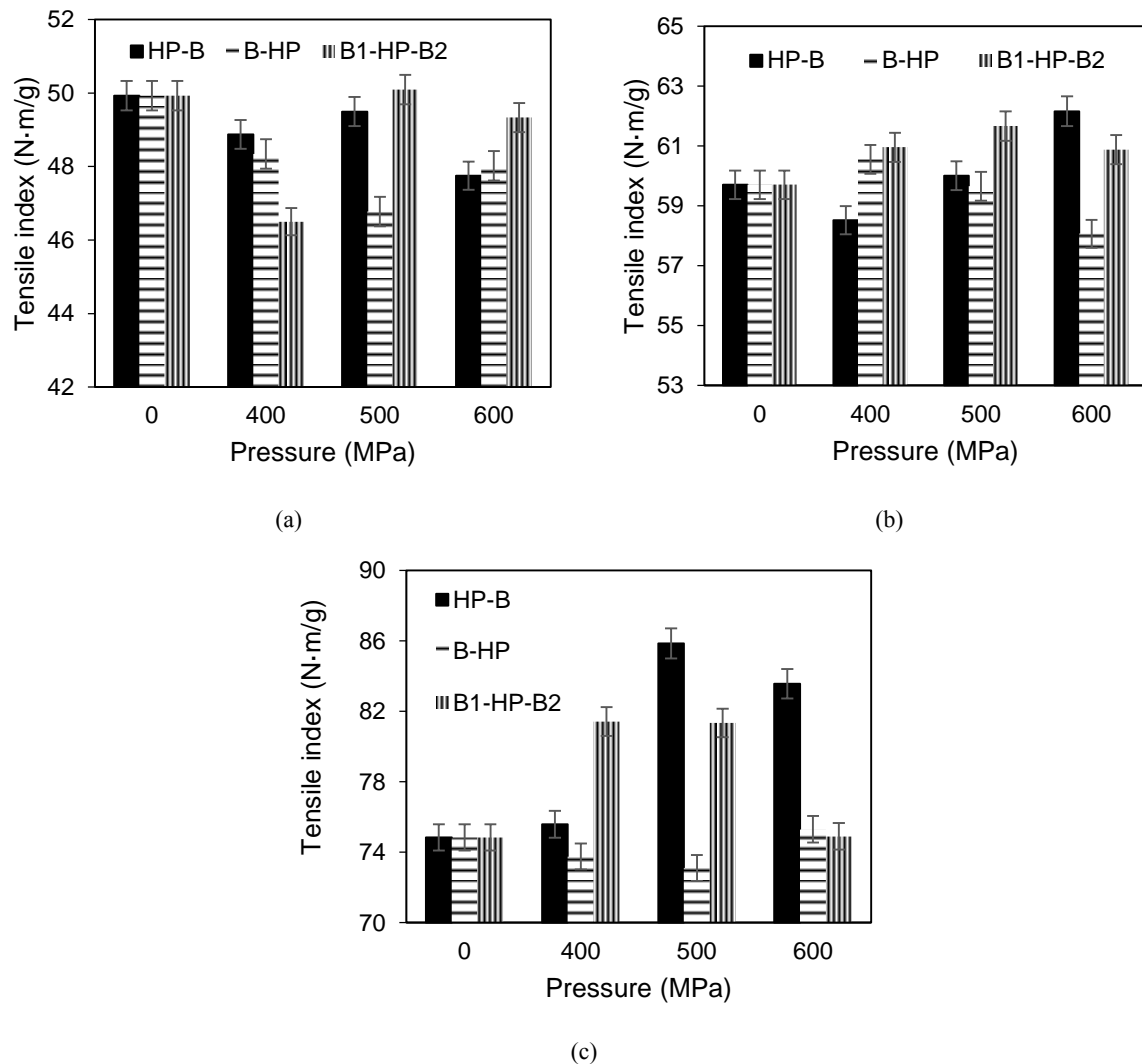 52
50
48
46
44
42
Tensile index (N·m/g)
HP-B B-HP B1-HP-B2
0 400 500 600
Pressure (MPa)
(a)
65
63
61
59
57
55
53
Tensile index (N·m/g)
HP-B B-HP B1-HP-B2
0 400 500 600
Pressure (MPa)
(b)
90
86
82
78
74
70
Tensile index (N·m/g)
HP-B
B-HP
B1-HP-B2
0 400 500 600
Pressure (MPa)
(c)